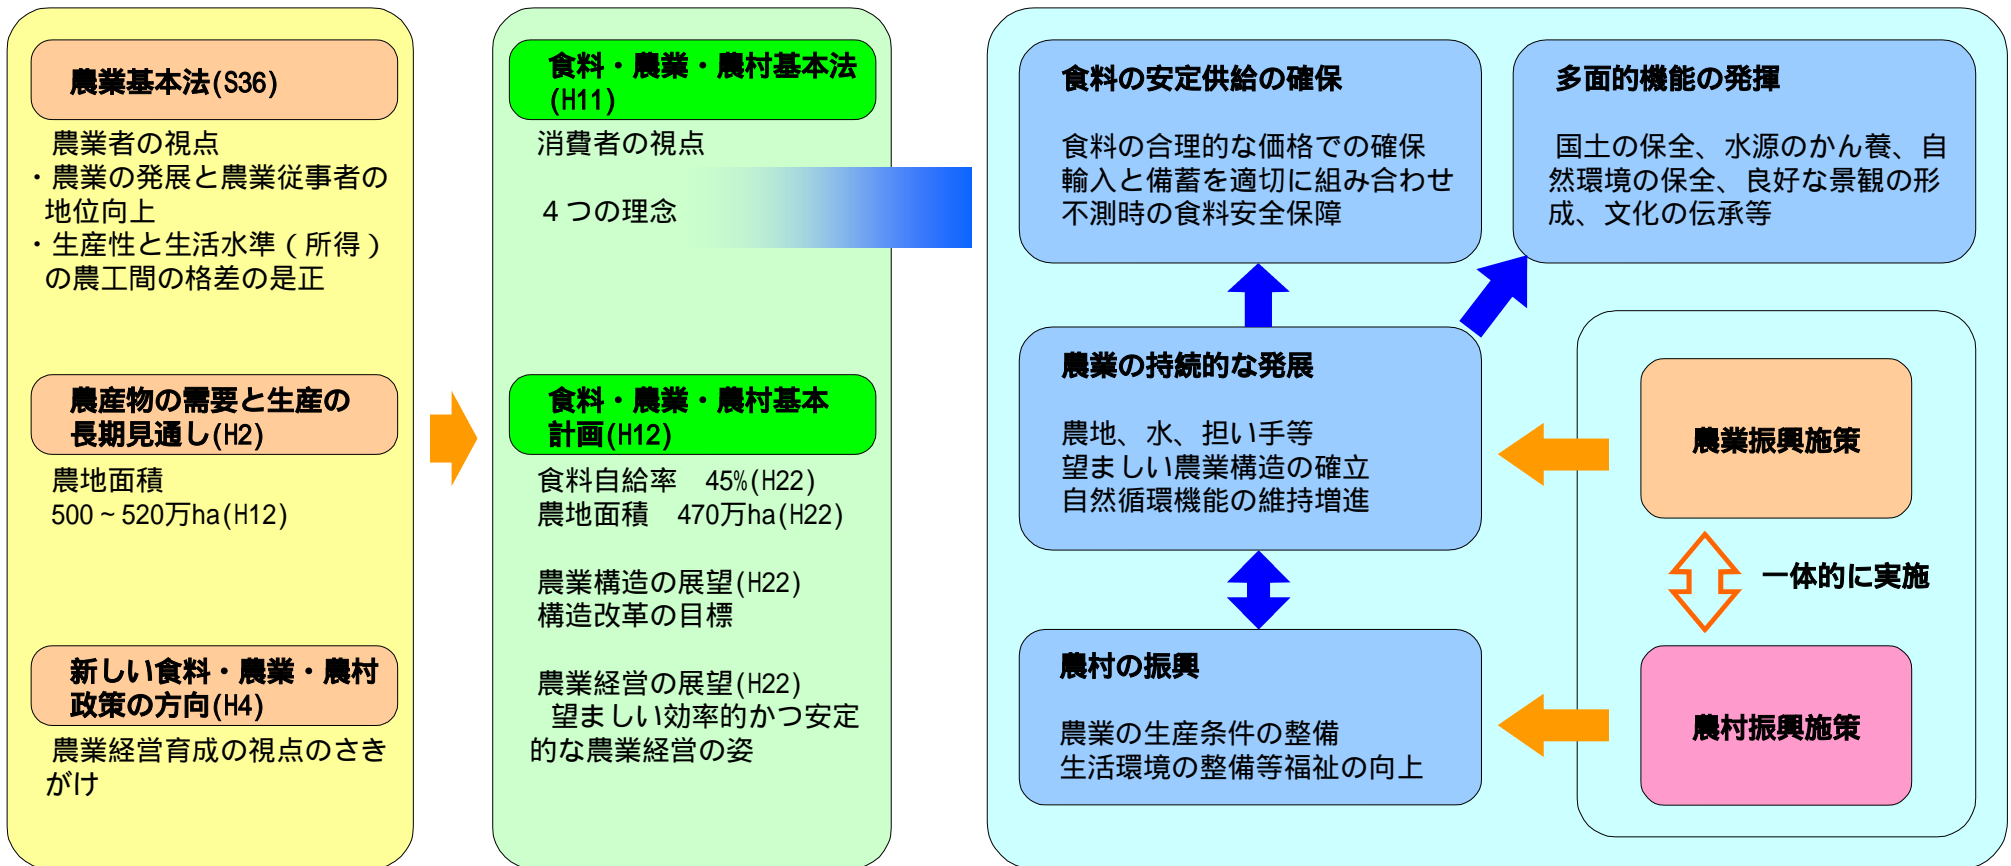 農業基本法(S36)
農業者の視点
・農業の発展と農業従事者の
地位向上
・生産性と生活水準（所得）
の農工間の格差の是正
農産物の需要と生産の
長期見通し(H2)
農地面積
500～520万ha(H12)
新しい食料・農業・農村
政策の方向(H4)
農業経営育成の視点のさき
がけ
食料・農業・農村基本法
(H11)
消費者の視点
４つの理念
食料・農業・農村基本
計画(H12)
食料自給率　45%(H22)
農地面積　470万ha(H22)
農業構造の展望(H22)
構造改革の目標
農業経営の展望(H22)
望ましい効率的かつ安定
的な農業経営の姿
食料の安定供給の確保
食料の合理的な価格での確保
輸入と備蓄を適切に組み合わせ
不測時の食料安全保障
多面的機能の発揮
国土の保全、水源のかん養、自
然環境の保全、良好な景観の形
成、文化の伝承等
農業の持続的な発展
農地、水、担い手等
望ましい農業構造の確立
自然循環機能の維持増進
農村の振興
農業の生産条件の整備
生活環境の整備等福祉の向上
農業振興施策
一体的に実施
農村振興施策